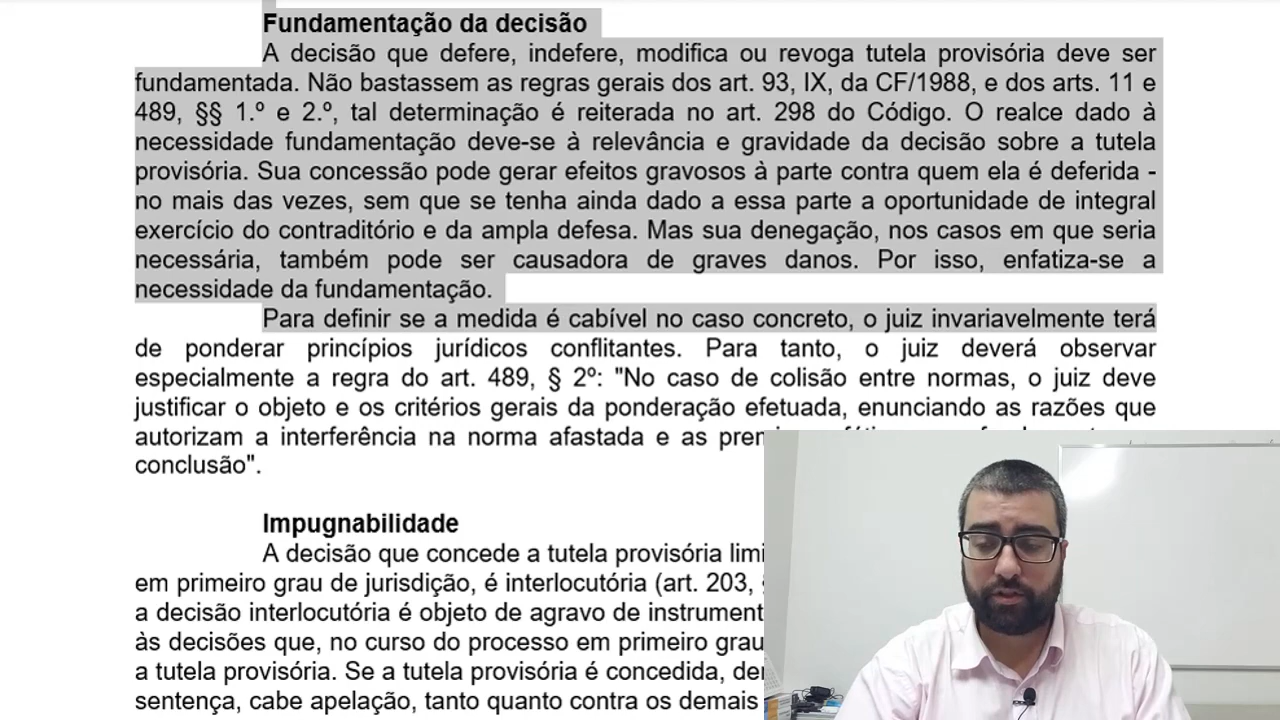 Fundamentação da decisão
A decisão que defere, indefere, modifica ou revoga tutela provisória deve ser
fundamentada. Não bastassem as regras gerais dos art. 93, IX, da CF/1988, e dos arts. 11 e
489, §§ 1.º e 2.º, tal determinação é reiterada no art. 298 do Código. O realce dado à
necessidade fundamentação deve-se à relevância e gravidade da decisão sobre a tutela
provisória. Sua concessão pode gerar efeitos gravosos à parte contra quem ela é deferida -
no mais das vezes, sem que se tenha ainda dado a essa parte a oportunidade de integral
exercício do contraditório e da ampla defesa. Mas sua denegação, nos casos em que seria
necessária, também pode ser causadora de graves danos. Por isso, enfatiza-se a
necessidade da fundamentação.
Para definir se a medida é cabível no caso concreto, o juiz invariavelmente terá
de ponderar princípios jurídicos conflitantes. Para tanto, o juiz deverá observar
especialmente a regra do art. 489, § 2º: "No caso de colisão entre normas, o juiz deve
justificar o objeto e os critérios gerais da ponderação efetuada, enunciando as razões que
autorizam a interferência na norma afastada e as
conclusão".
Impugnabilidade
A decisão que concede a tutela provisória
em primeiro grau de jurisdição, é interlocutória (art. 203,
a decisão interlocutória é objeto de agravo de
às decisões que, no curso do processo em primeiro grau
a tutela provisória. Se a tutela provisória é concedida,
sentença, cabe apelação, tanto quanto contra os demais